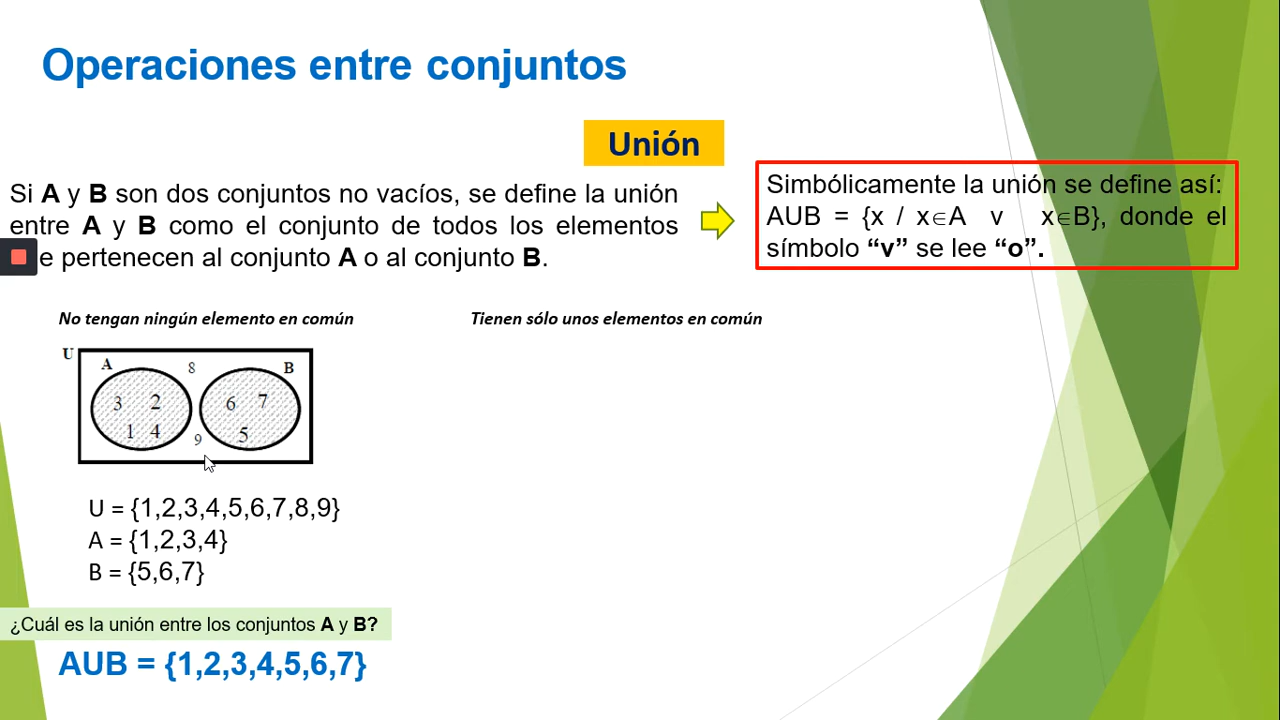 Operaciones entre conjuntos
Unión
Si A y B son dos conjuntos no vacíos, se define la unión
entre A y B como el conjunto de todos los elementos
e pertenecen al conjunto A o al conjunto B.
Simbólicamente la unión se define así:
AUB = {x / x∈A v x∈B}, donde el
símbolo “v” se lee “o”.
No tengan ningún elemento en común
Tienen sólo unos elementos en común
U
A 8 B
3 2 6 7
1 4 9 5
U = {1,2,3,4,5,6,7,8,9}
A = {1,2,3,4}
B = {5,6,7}
¿Cuál es la unión entre los conjuntos A y B?
AUB = {1,2,3,4,5,6,7}